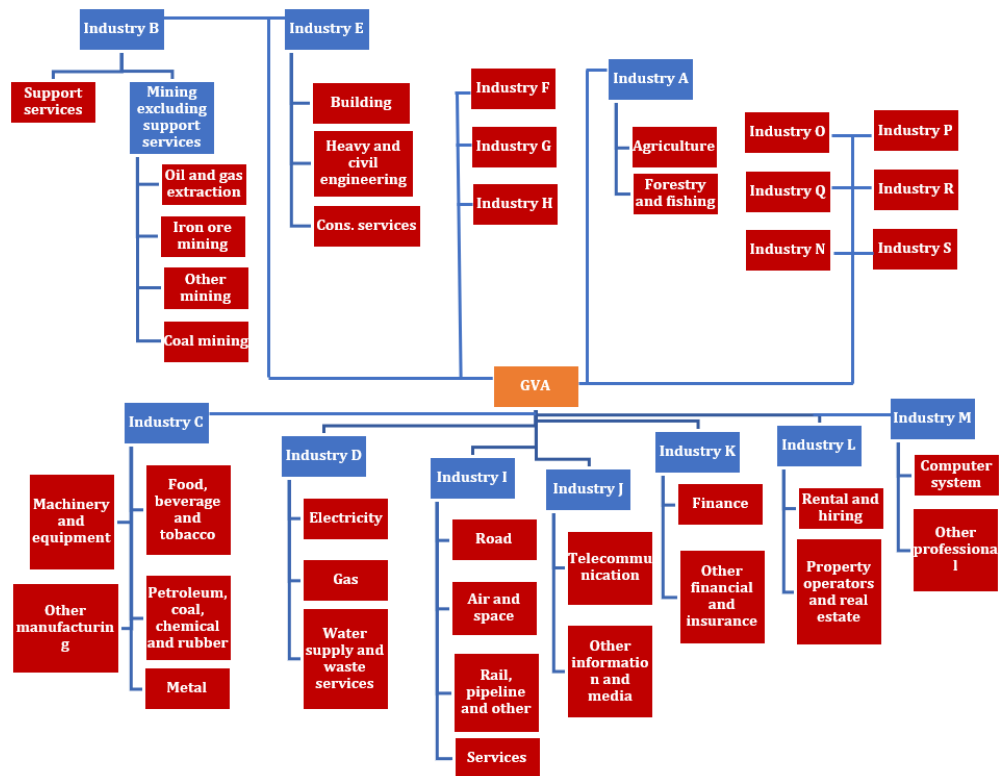 Industry B
Industry E
Support
services
Mining
excluding
support
services
Oil and gas
extraction
Iron ore
mining
Other
mining
Coal mining
Building
Heavy and
civil
engineering
Cons. services
Industry
F
Industry
G
Industry
H
Industry
A
Agriculture
Forestry
and fishing
Industry
O
Industry
P
Industry
Q
Industry
R
Industry
N
Industry
S
GVA
Industry C
Machinery
and
equipment
Food,
beverage
and
tobacco
Other
manufacturin
g
Petroleum,
coal,
chemical
and rubber
Metal
Industry
D
Electricity
Gas
Water
supply and
waste
services
Industry
I
Road
Air and
space
Rail,
pipeline
and other
Services
Industry
J
Telecommu
nication
Other
informatio
n and
media
Industry
K
Finance
Other
financial
and
insurance
Industry
L
Rental and
hiring
Property
operators
and real
estate
Industry M
Computer
system
Other
professiona
l